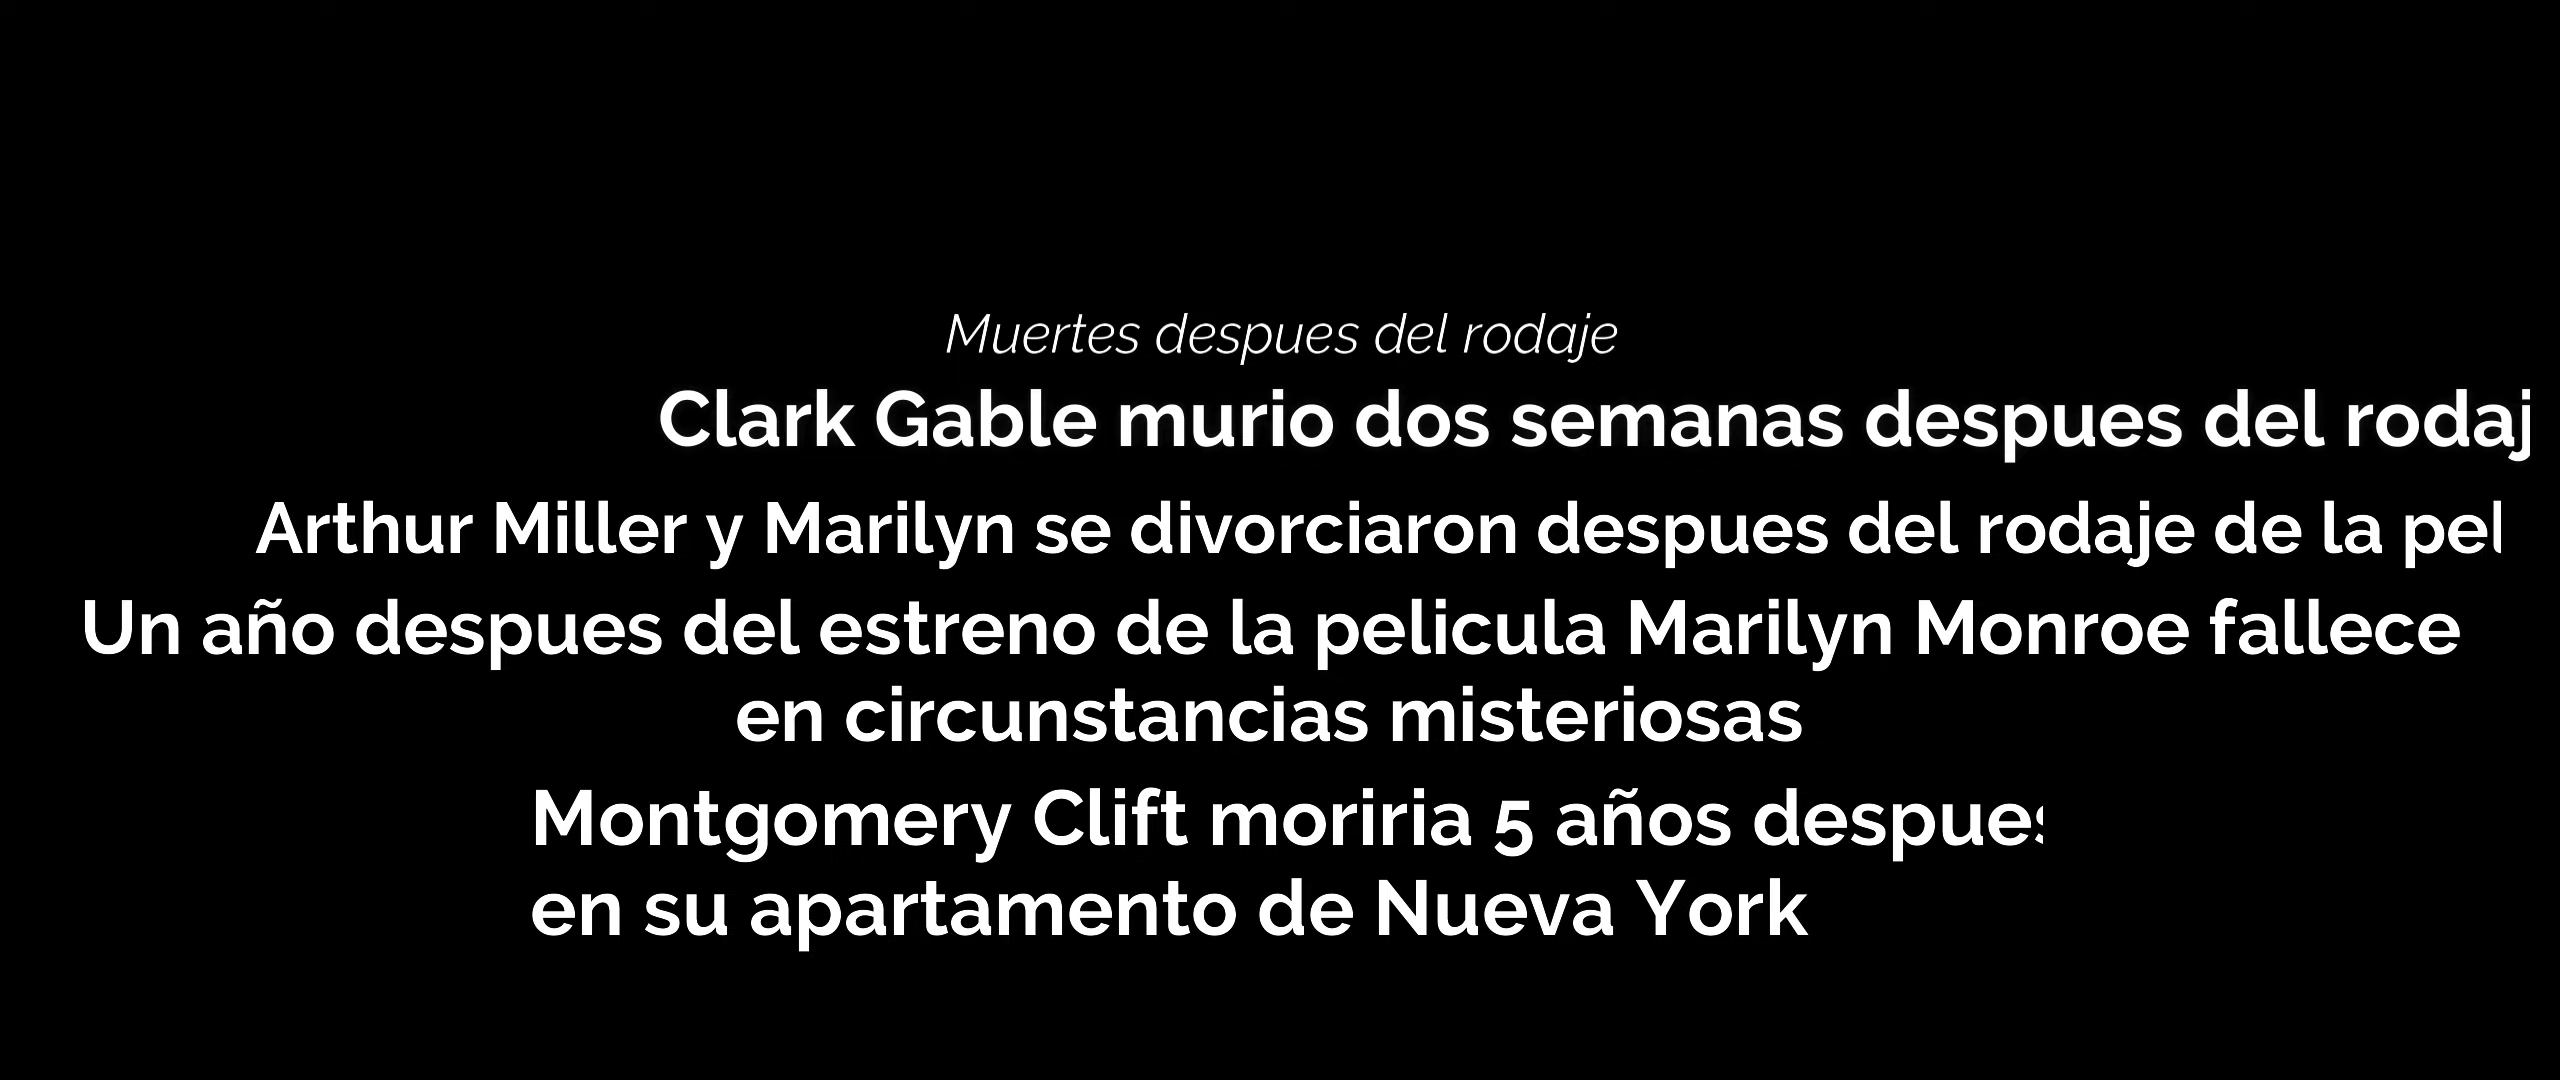 Muertes despues del rodaje
Clark Gable murio dos semanas despues del rodaj
Arthur Miller y Marilyn se divorciaron despues del rodaje de la pel
Un año despues del estreno de la pelicula Marilyn Monroe fallece
en circunstancias misteriosas
Montgomery Clift moriria 5 años despues
en su apartamento de Nueva York